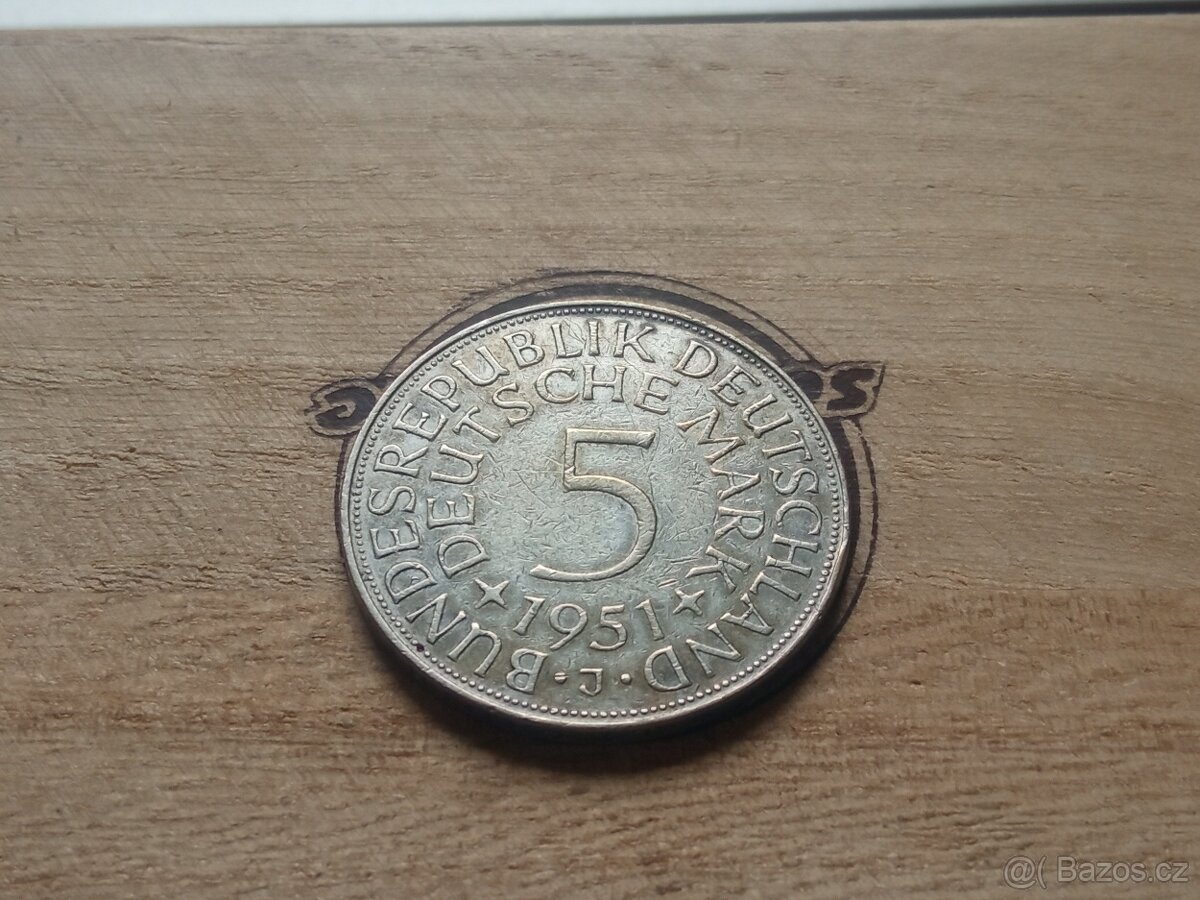 BUNDESREPUBLIK DEUTSCHLAND
DEUTSCHE MARK
5
1951
J
@( Bazos.cz